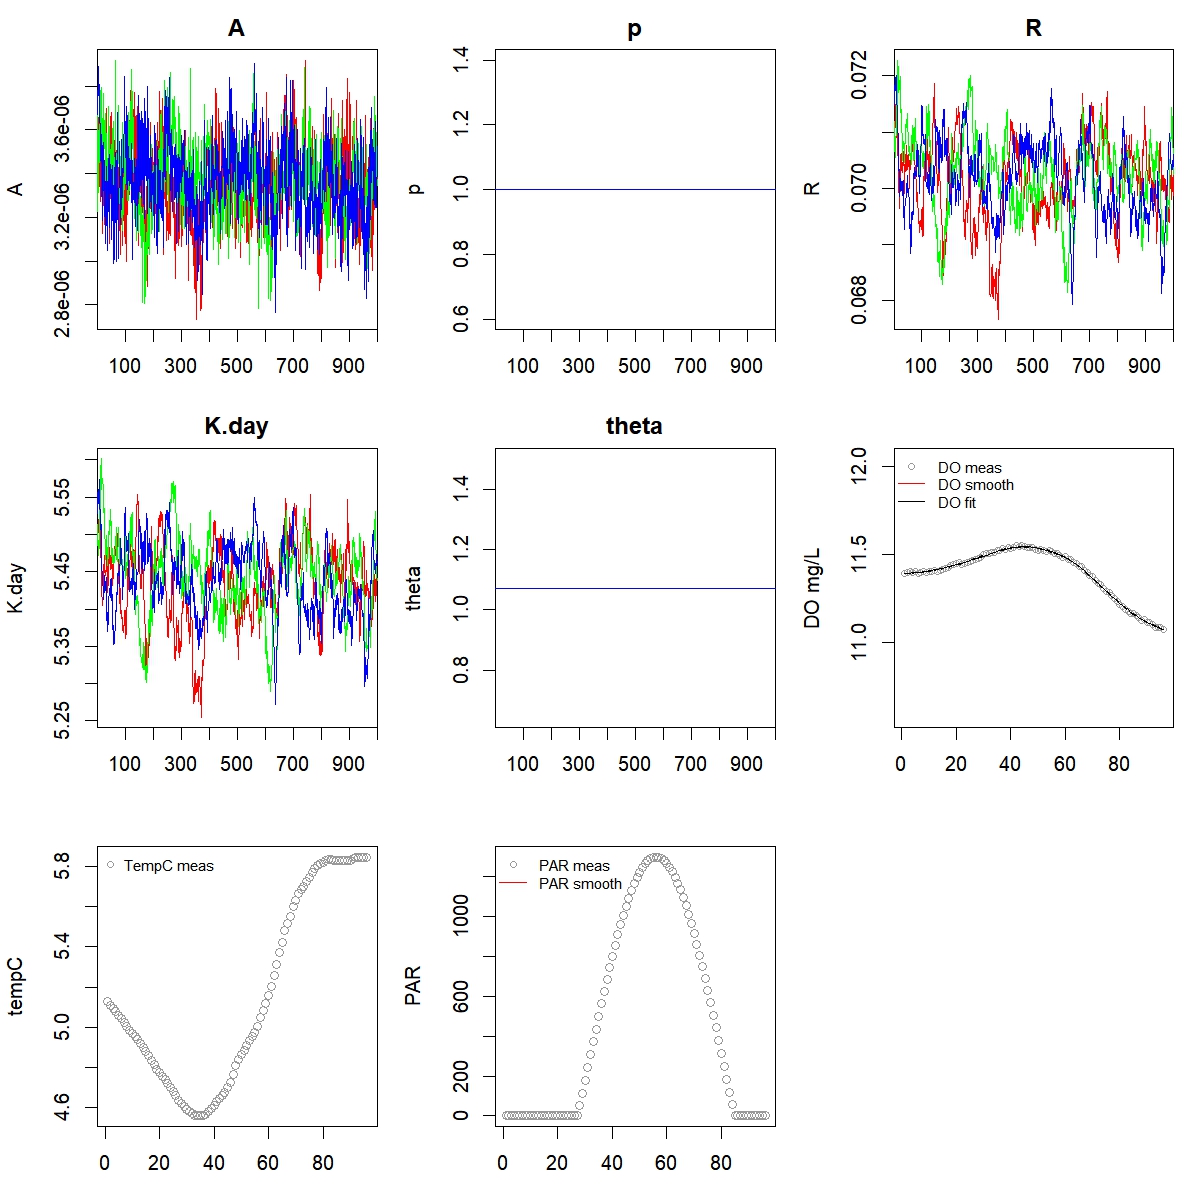 A
A
2.8e-06 3.2e-06 3.6e-06
100 300 500 700 900
p
p
0.6 0.8 1.0 1.2 1.4
100 300 500 700 900
R
R
0.068 0.070 0.072
100 300 500 700 900
K.day
K.day
5.25 5.35 5.45 5.55
100 300 500 700 900
theta
theta
0.8 1.0 1.2 1.4
100 300 500 700 900
DO meas
DO smooth
DO fit
DO mg/L
11.0 11.5 12.0
0 20 40 60 80
TempC meas
tempC
4.6 5.0 5.4 5.8
0 20 40 60 80
PAR meas
PAR smooth
PAR
0 200 600 1000
0 20 40 60 80